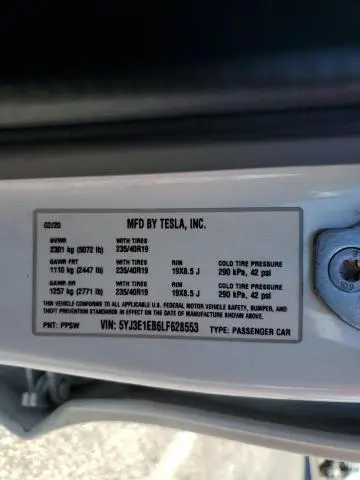 02/20 MFD BY TESLA, INC.
GVWR WITH TIRES
2301 kg (5072 lb) 235/40R19
GAWR FRT WITH TIRES RIM COLD TIRE PRESSURE
1110 kg (2447 lb) 235/40R19 19X8.5 J 290 kPa, 42 psi
GAWR RR WITH TIRES RIM COLD TIRE PRESSURE
1257 kg (2771 lb) 235/40R19 19X8.5 J 290 kPa, 42 psi
THIS VEHICLE CONFORMS TO ALL APPLICABLE U.S. FEDERAL MOTOR VEHICLE SAFETY, BUMPER, AND
THEFT PREVENTION STANDARDS IN EFFECT ON THE DATE OF MANUFACTURE SHOWN ABOVE.
PNT: PPSW VIN: 5YJ3E1EB6LF628553 TYPE: PASSENGER CAR